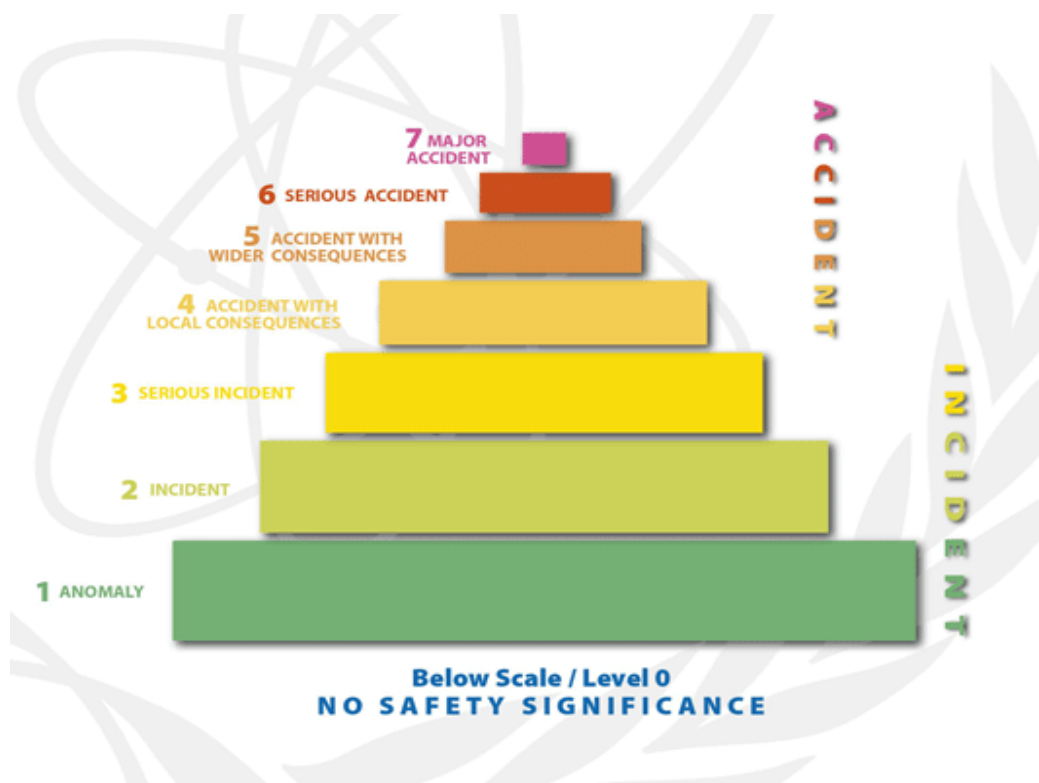 7 MAJOR
ACCIDENT
6 SERIOUS ACCIDENT
5 ACCIDENT WITH
WIDER CONSEQUENCES
4 ACCIDENT WITH
LOCAL CONSEQUENCES
3 SERIOUS INCIDENT
2 INCIDENT
1 ANOMALY
ACCIDENT
INCIDENT
Below Scale / Level 0
NO SAFETY SIGNIFICANCE